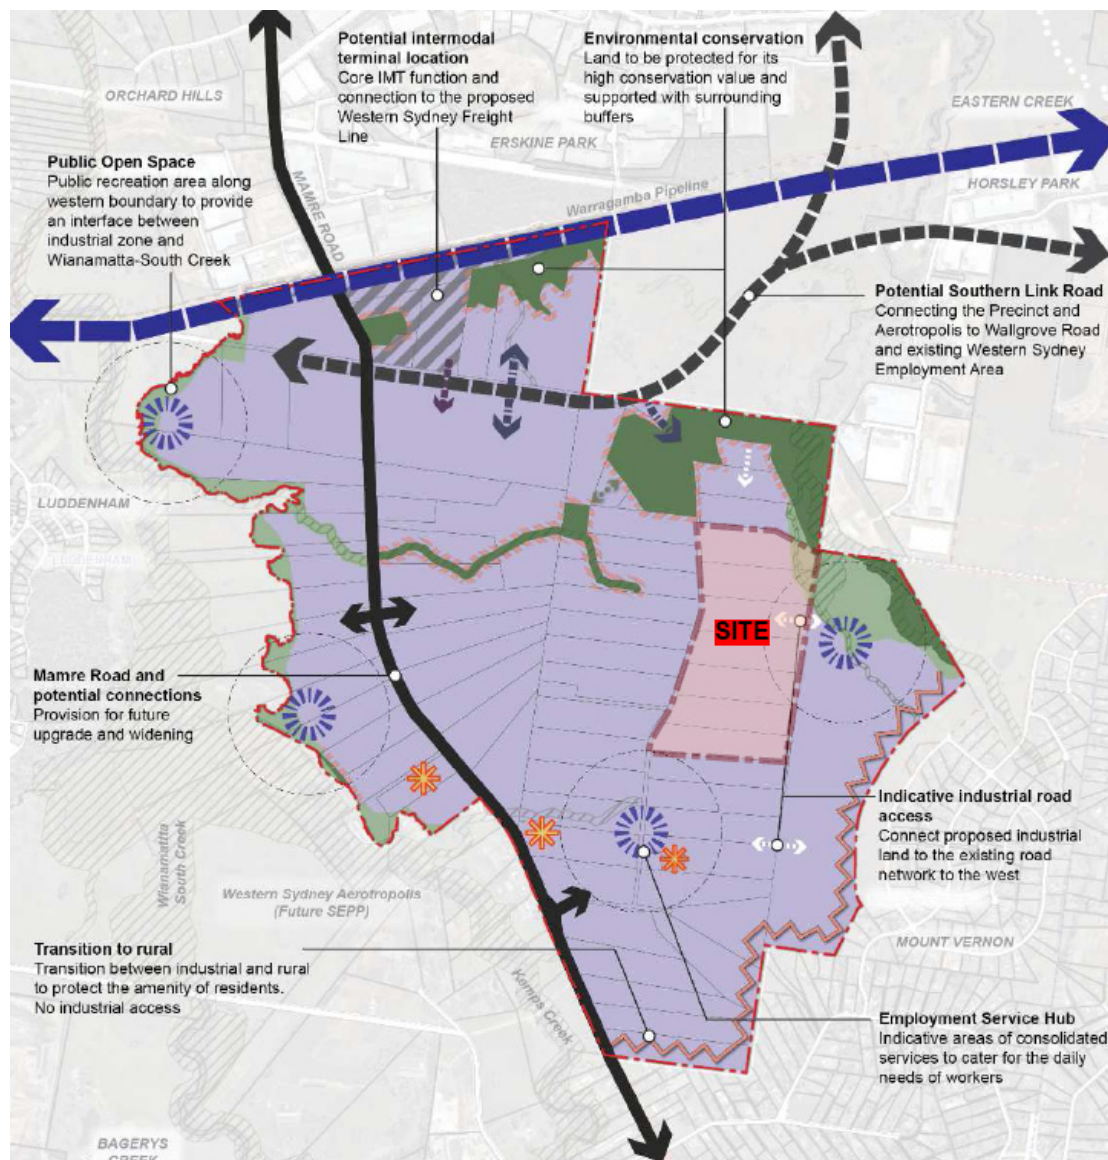 Potential intermodal
terminal location
Core IMT function and
connection to the proposed
Western Sydney Freight
Line
Environmental conservation
Land to be protected for its
high conservation value and
supported with surrounding
buffers
ORCHARD HILLS
EASTERN CREEK
ERSKINE PARK
Public Open Space
Public recreation area along
western boundary to provide
an interface between
industrial zone and
Wianamatta-South Creek
MAMRE ROAD
Warragamba Pipeline
HORSLEY PARK
Potential Southern Link Road
Connecting the Precinct and
Aerotropolis to Wallgrove Road
and existing Western Sydney
Employment Area
LUDDENHAM
LUDDENHAM
SITE
Mamre Road and
potential connections
Provision for future
upgrade and widening
Indicative industrial road
access
Connect proposed industrial
land to the existing road
network to the west
Wianamatta
South Creek
Western Sydney Aerotropolis
(Future SEPP)
MOUNT VERNON
Transition to rural
Transition between industrial and rural
to protect the amenity of residents.
No industrial access
Kemps Creek
Employment Service Hub
Indicative areas of consolidated
services to cater for the daily
needs of workers
BAGERYS
CREEK